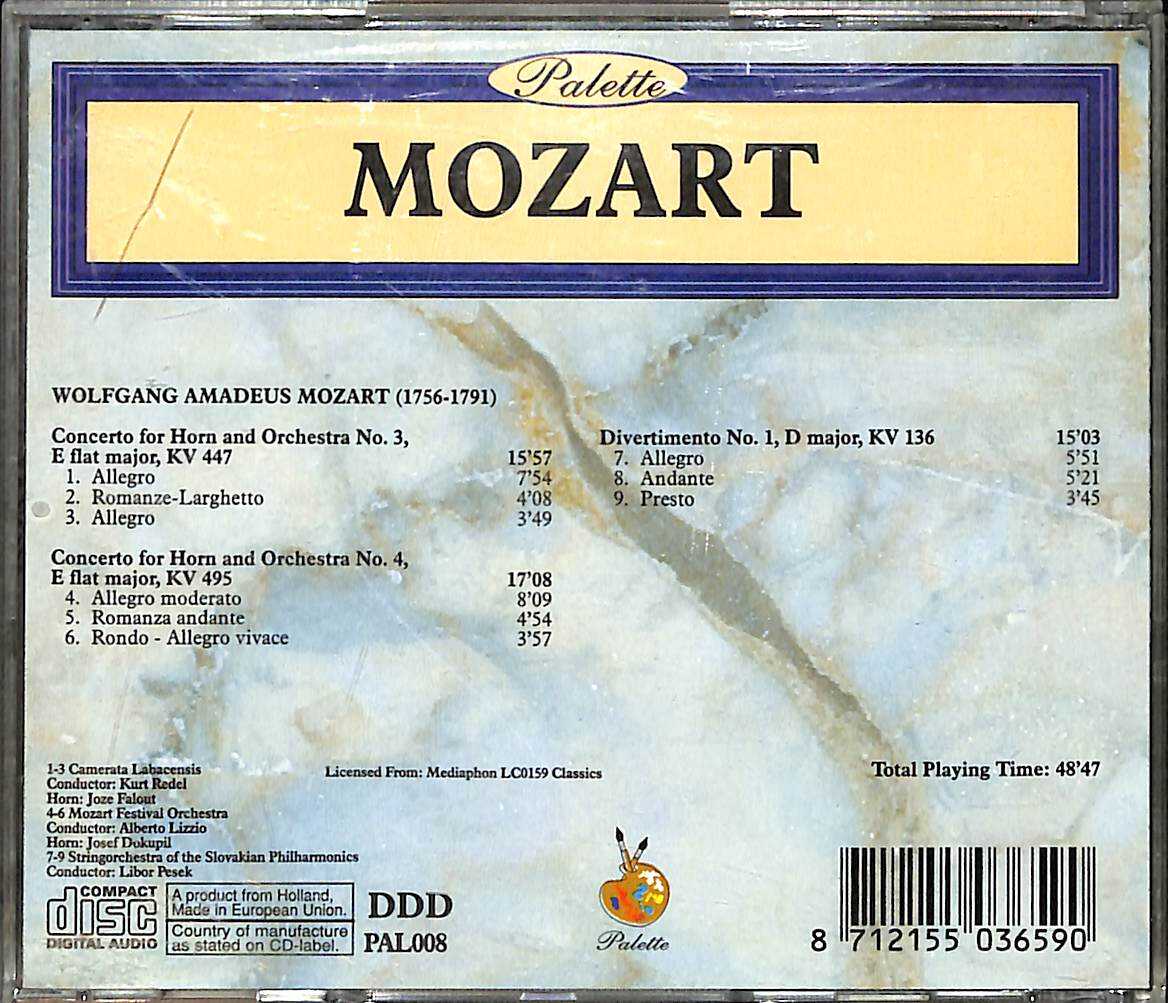 Palette
MOZART
WOLFGANG AMADEUS MOZART (1756-1791)
Concerto for Horn and Orchestra No. 3,
E flat major, KV 447 15'57
1. Allegro 7'54
2. Romanze-Larghetto 4'08
3. Allegro 3'49
Concerto for Horn and Orchestra No. 4,
E flat major, KV 495 17'08
4. Allegro moderato 8'09
5. Romanza andante 4'54
6. Rondo - Allegro vivace 3'57
Divertimento No. 1, D major, KV 136 15'03
7. Allegro 5'51
8. Andante 5'21
9. Presto 3'45
1-3 Camerata Labacensis
Conductor: Kurt Redel
Horn: Joze Falout
4-6 Mozart Festival Orchestra
Conductor: Alberto Lizzio
Horn: Josef Dokupil
7-9 Stringorchestra of the Slovakian Philharmonics
Conductor: Libor Pesek
Licensed From: Mediaphon LC0159 Classics
Total Playing Time: 48'47
COMPACT
disc
DIGITAL AUDIO
A product from Holland,
Made in European Union.
Country of manufacture
as stated on CD-label.
DDD
PAL008
Palette
8 712155 036590